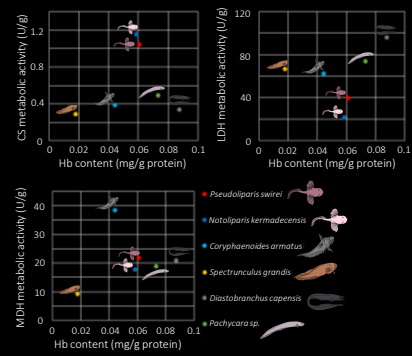 CS metabolic activity (U/g)
1.2
0.8
0.4
0
0 0.02 0.04 0.06 0.08 0.1
Hb content (mg/g protein)
LDH metabolic activity (U/g)
120
80
40
0
0 0.02 0.04 0.06 0.08 0.1
Hb content (mg/g protein)
MDH metabolic activity (U/g)
40
30
20
10
0
0 0.02 0.04 0.06 0.08 0.1
Hb content (mg/g protein)
Pseudoliparis swirei
Notoliparis kermadecensis
Coryphaenoides armatus
Spectrunculus grandis
Diastobranchus capensis
Pachycara sp.